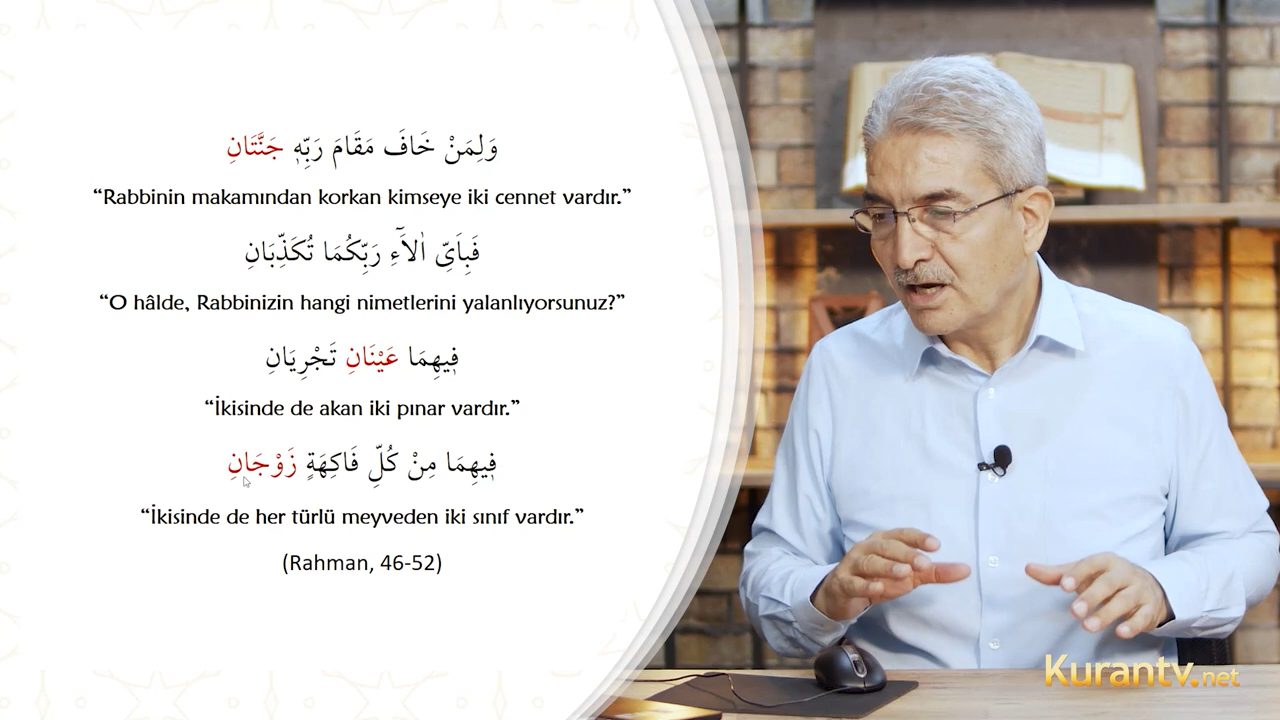 وَلِمَنْ خَافَ مَقَامَ رَبِّه۪ جَنَّتَانِ
“Rabbinin makamından korkan kimseye iki cennet vardır.”
فَبِاَيِّ اٰلَٓاءِ رَبِّكُمَا تُكَذِّبَانِ
“O hâlde, Rabbinizin hangi nimetlerini yalanlıyorsunuz?”
ف۪يهِمَا عَيْنَانِ تَجْرِيَانِ
“İkisinde de akan iki pınar vardır.”
ف۪يهِمَا مِنْ كُلِّ فَاكِهَةٍ زَوْجَانِ
“İkisinde de her türlü meyveden iki sınıf vardır.”
(Rahman, 46-52)
Kurantv.net